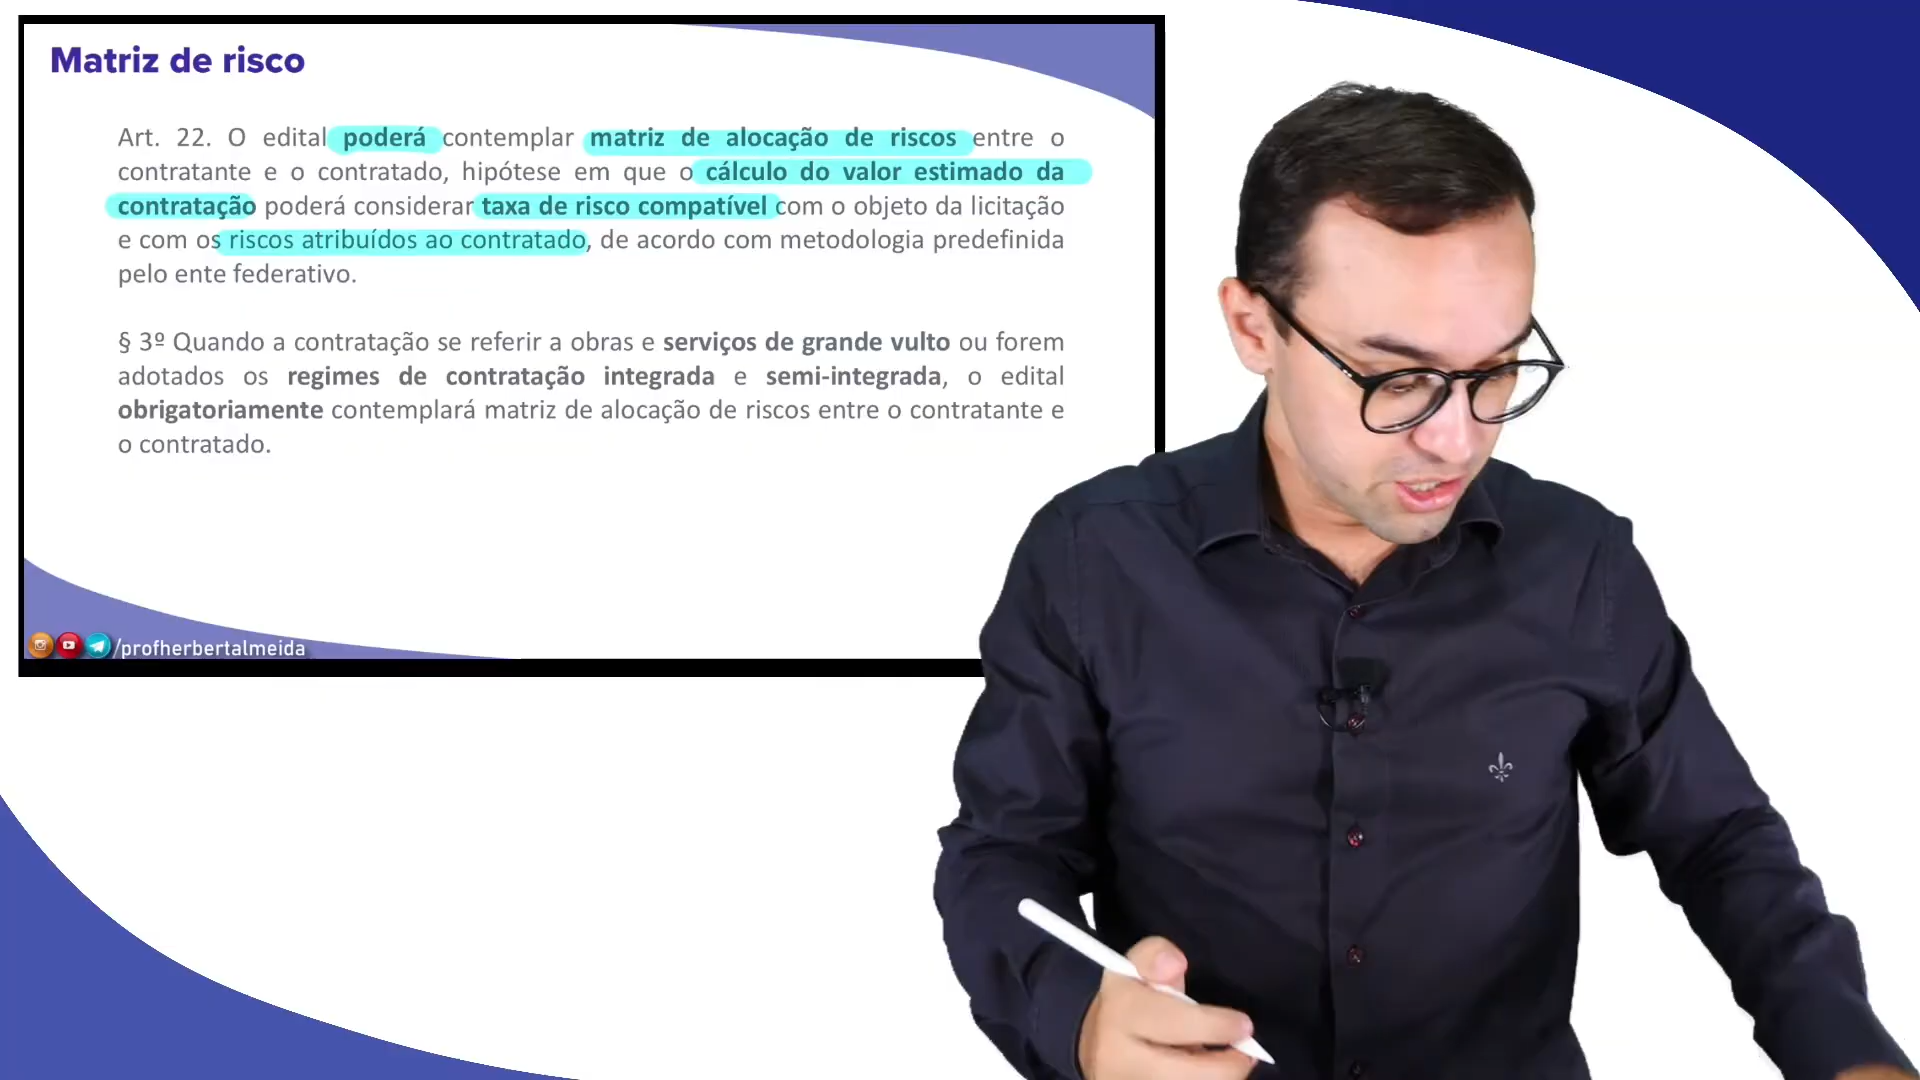 Matriz de risco
Art. 22. O edital poderá contemplar matriz de alocação de riscos entre o
contratante e o contratado, hipótese em que o cálculo do valor estimado da
contratação poderá considerar taxa de risco compatível com o objeto da licitação
e com os riscos atribuídos ao contratado, de acordo com metodologia predefinida
pelo ente federativo.
§ 3º Quando a contratação se referir a obras e serviços de grande vulto ou forem
adotados os regimes de contratação integrada e semi-integrada, o edital
obrigatoriamente contemplará matriz de alocação de riscos entre o contratante e
o contratado.
/profherbertalmeida